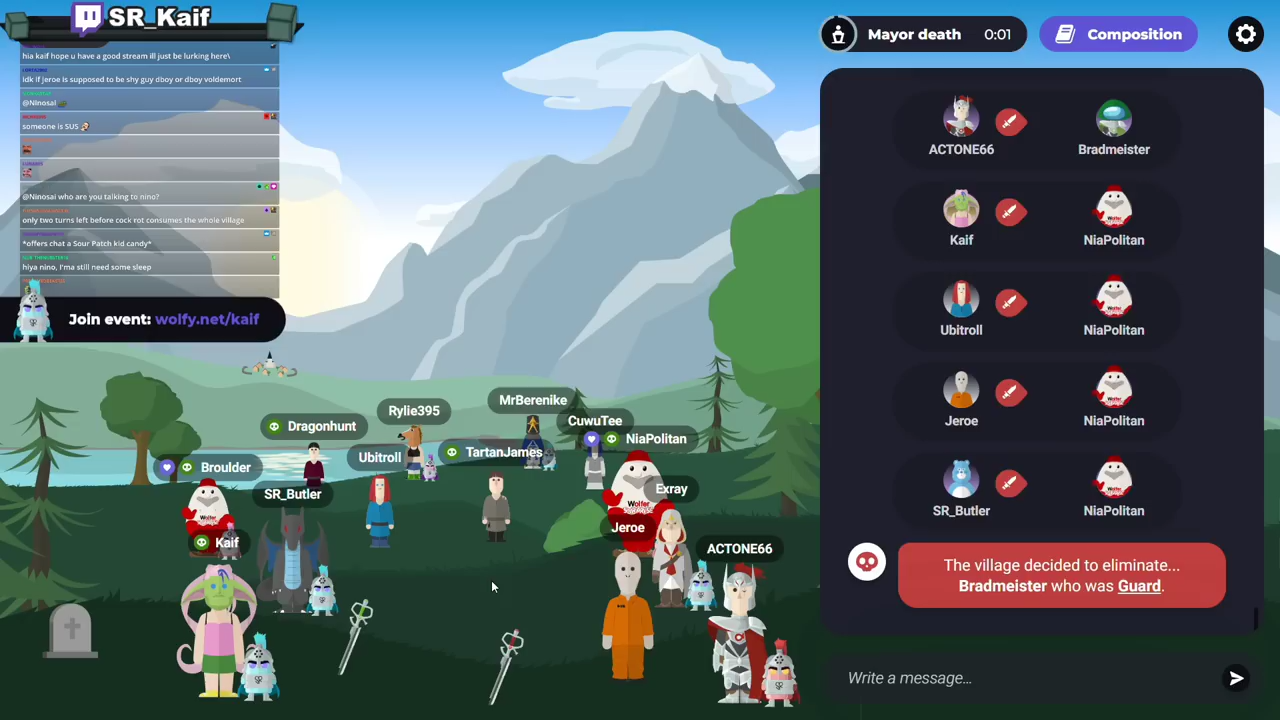 SR_Kaif
hia kaif hope u have a good stream ill just be lurking here\
idk if jeroe is supposed to be shy guy dboy or dboy voldemort
@Ninosai
someone is SUS
@Ninosai who are you talking to nino?
only two turns left before cock rot consumes the whole village
*offers chat a Sour Patch kid candy*
hiya nino, I'ma still need some sleep
Join event: wolfy.net/kaif
Mayor death 0:01
Composition
ACTONE66
Bradmeister
Kaif
NiaPolitan
Ubitroll
NiaPolitan
Jeroe
NiaPolitan
SR_Butler
NiaPolitan
The village decided to eliminate...
Bradmeister who was Guard.
Write a message...
MrBerenike
Rylie395
CuwuTee
Dragonhunt
NiaPolitan
TartanJames
Ubitroll
Broulder
Exray
SR_Butler
Jeroe
Kaif
ACTONE66
Wolfer
Wolfer